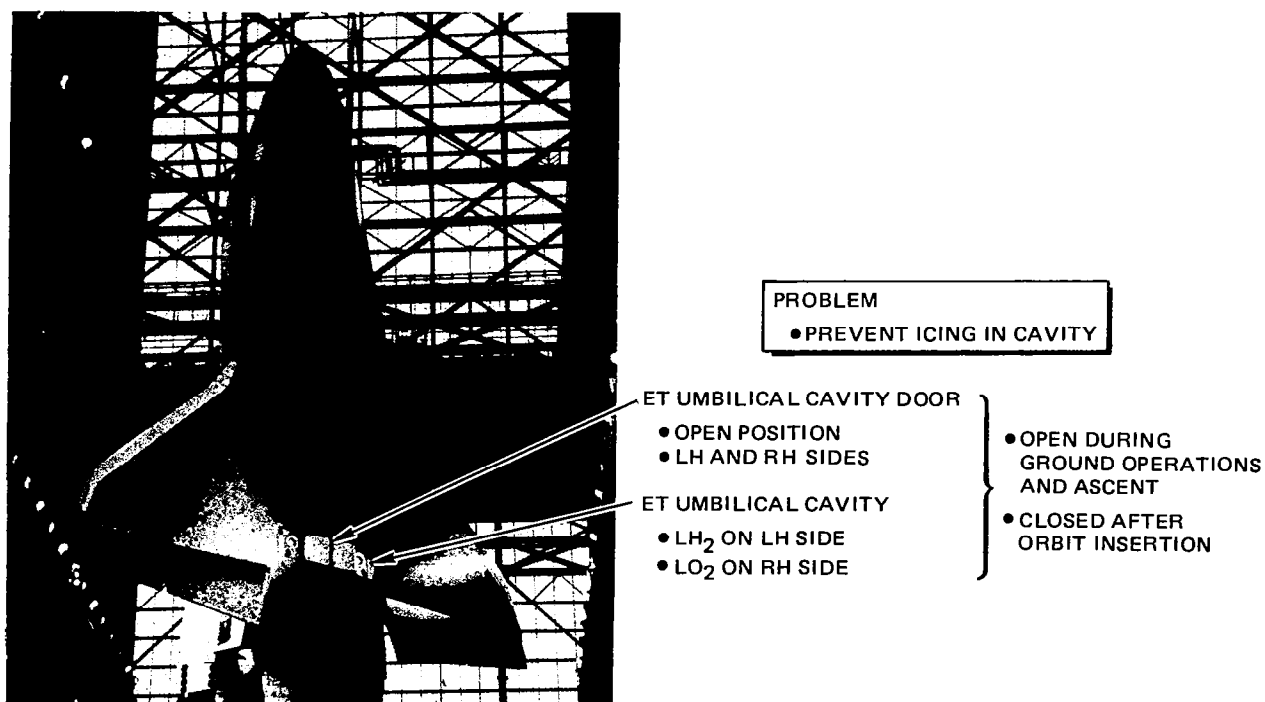 PROBLEM
• PREVENT ICING IN CAVITY
ET UMBILICAL CAVITY DOOR
• OPEN POSITION
• LH AND RH SIDES
ET UMBILICAL CAVITY
• LH₂ ON LH SIDE
• LO₂ ON RH SIDE
• OPEN DURING
GROUND OPERATIONS
AND ASCENT
• CLOSED AFTER
ORBIT INSERTION